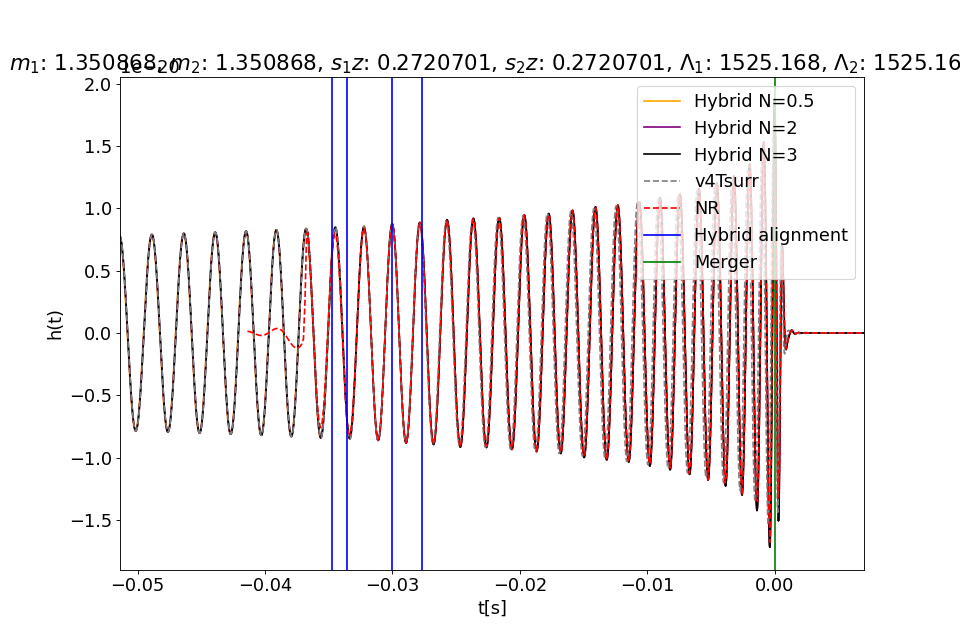 m₁: 1.350868, m₂: 1.350868, s₁z: 0.2720701, s₂z: 0.2720701, Λ₁: 1525.168, Λ₂: 1525.16
1e−20
Hybrid N=0.5
Hybrid N=2
Hybrid N=3
v4Tsurr
NR
Hybrid alignment
Merger
2.0
1.5
1.0
0.5
0.0
−0.5
−1.0
−1.5
h(t)
−0.05 −0.04 −0.03 −0.02 −0.01 0.00
t[s]